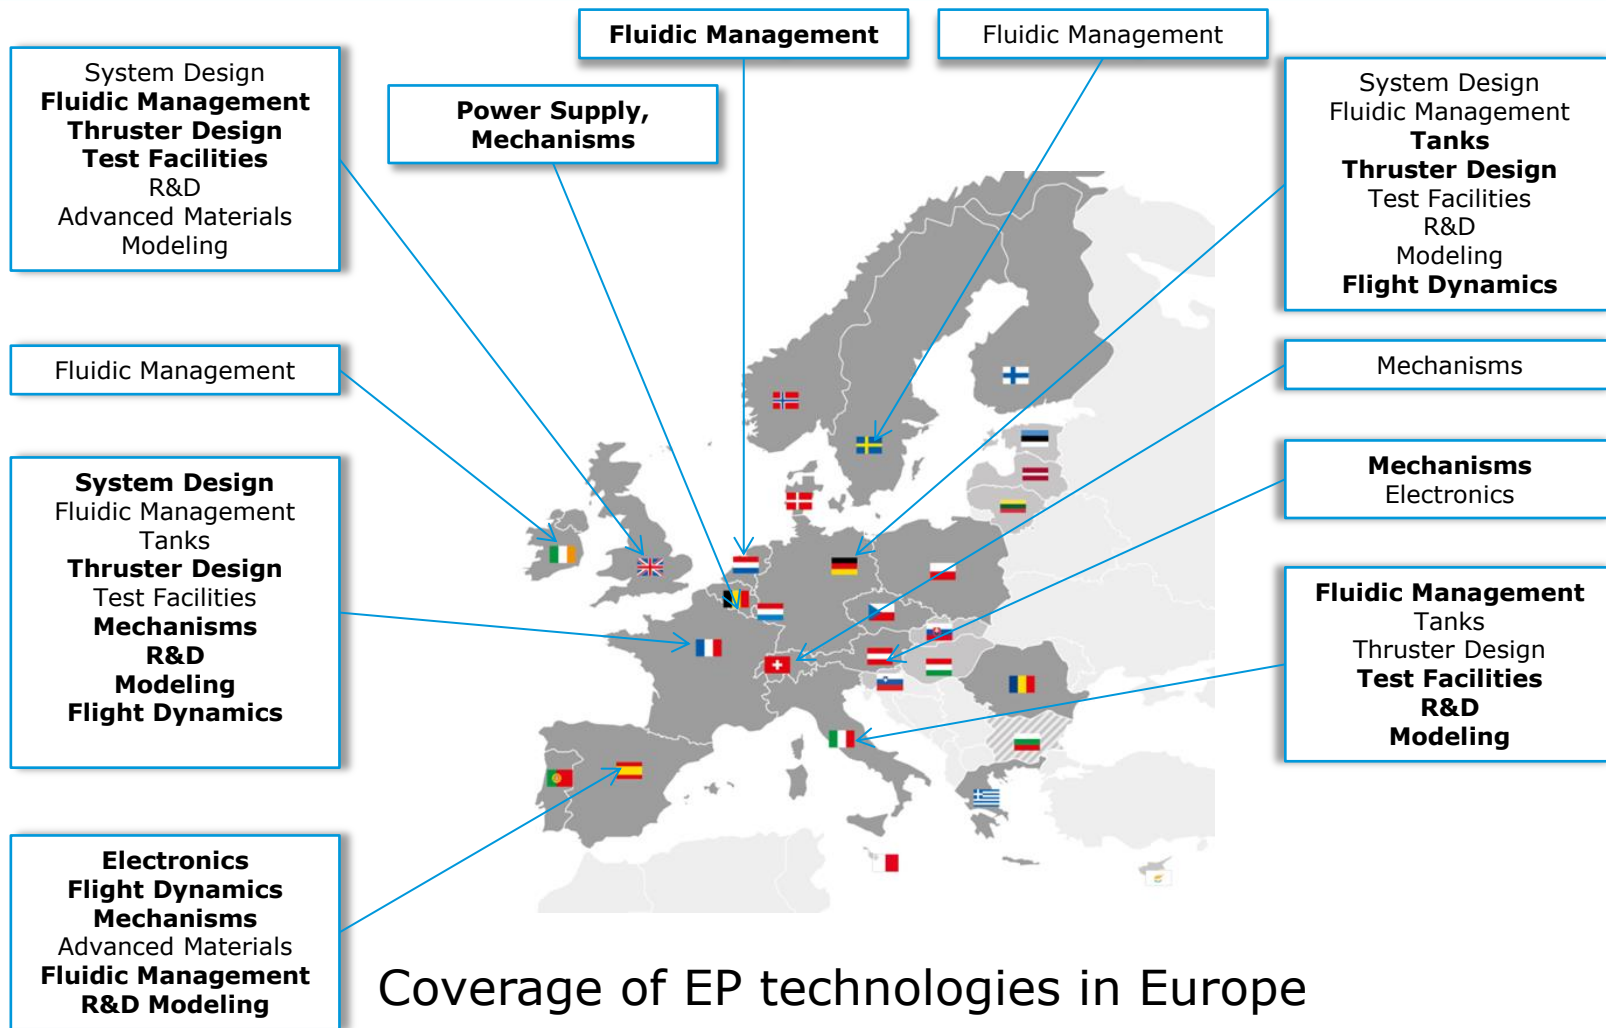 Fluidic Management
Fluidic Management
System Design
Fluidic Management
Thruster Design
Test Facilities
R&D
Advanced Materials
Modeling
Power Supply,
Mechanisms
System Design
Fluidic Management
Tanks
Thruster Design
Test Facilities
R&D
Modeling
Flight Dynamics
Fluidic Management
Mechanisms
System Design
Fluidic Management
Tanks
Thruster Design
Test Facilities
Mechanisms
R&D
Modeling
Flight Dynamics
Mechanisms
Electronics
Fluidic Management
Tanks
Thruster Design
Test Facilities
R&D
Modeling
Electronics
Flight Dynamics
Mechanisms
Advanced Materials
Fluidic Management
R&D Modeling
Coverage of EP technologies in Europe